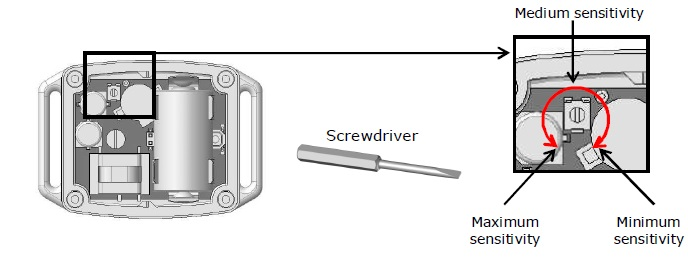 Medium sensitivity
Screwdriver
Maximum
sensitivity
Minimum
sensitivity